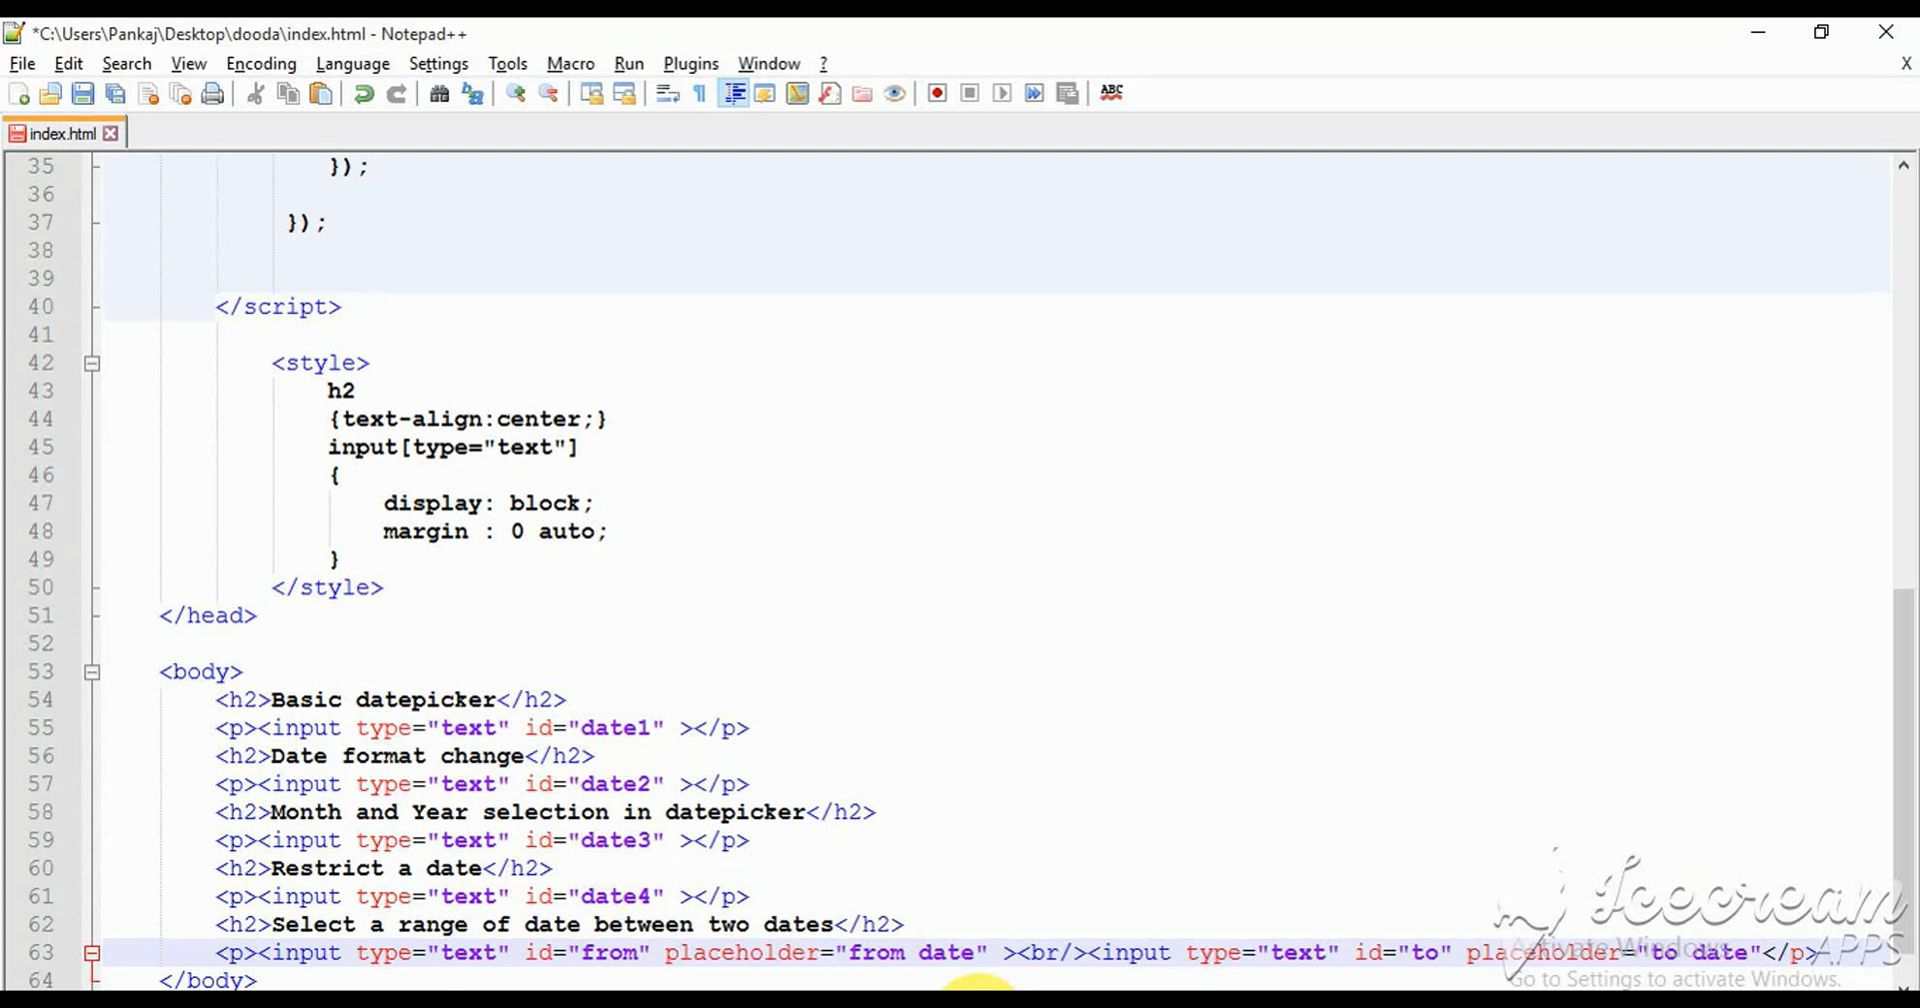 *C:\Users\Pankaj\Desktop\dooda\index.html - Notepad++
File Edit Search View Encoding Language Settings Tools Macro Run Plugins Window ? X
ABC
index.html
35 });
36
37 });
38
39
40 </script>
41
42 <style>
43 h2
44 {text-align:center;}
45 input[type="text"]
46 {
47 display: block;
48 margin : 0 auto;
49 }
50 </style>
51 </head>
52
53 <body>
54 <h2>Basic datepicker</h2>
55 <p><input type="text" id="date1" ></p>
56 <h2>Date format change</h2>
57 <p><input type="text" id="date2" ></p>
58 <h2>Month and Year selection in datepicker</h2>
59 <p><input type="text" id="date3" ></p>
60 <h2>Restrict a date</h2>
61 <p><input type="text" id="date4" ></p>
62 <h2>Select a range of date between two dates</h2>
63 <p><input type="text" id="from" placeholder="from date" ><br/><input type="text" id="to" placeholder="to date"</p>
64 </body>
Icecream
APPS
Activate Windows
Go to Settings to activate Windows.